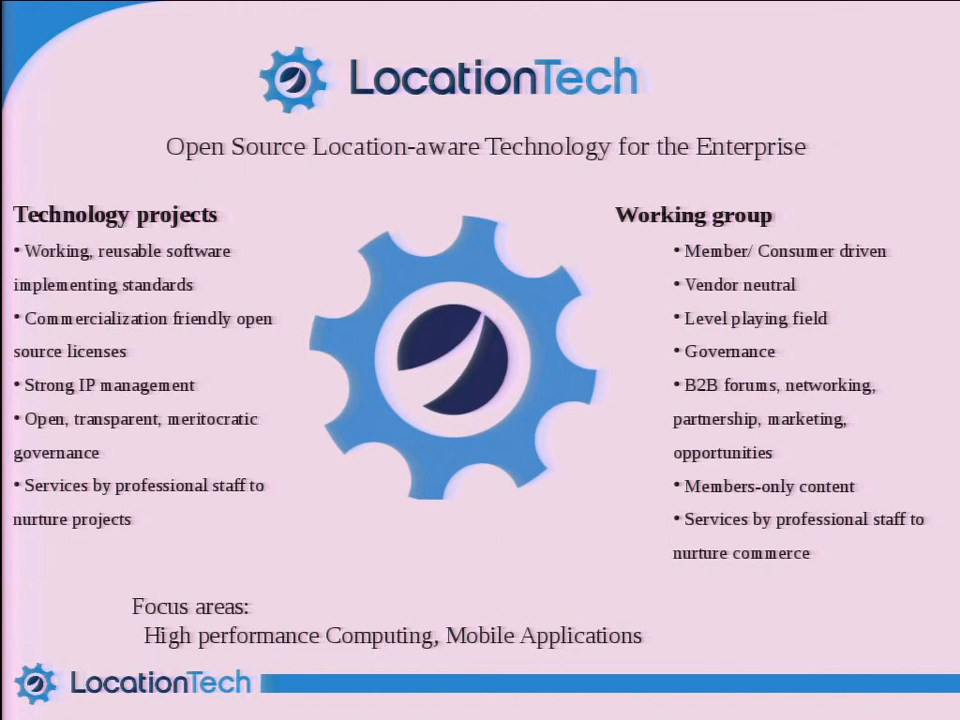 LocationTech
Open Source Location-aware Technology for the Enterprise
Technology projects
• Working, reusable software
implementing standards
• Commercialization friendly open
source licenses
• Strong IP management
• Open, transparent, meritocratic
governance
• Services by professional staff to
nurture projects
Working group
• Member/ Consumer driven
• Vendor neutral
• Level playing field
• Governance
• B2B forums, networking,
partnership, marketing,
opportunities
• Members-only content
• Services by professional staff to
nurture commerce
Focus areas:
High performance Computing, Mobile Applications
LocationTech